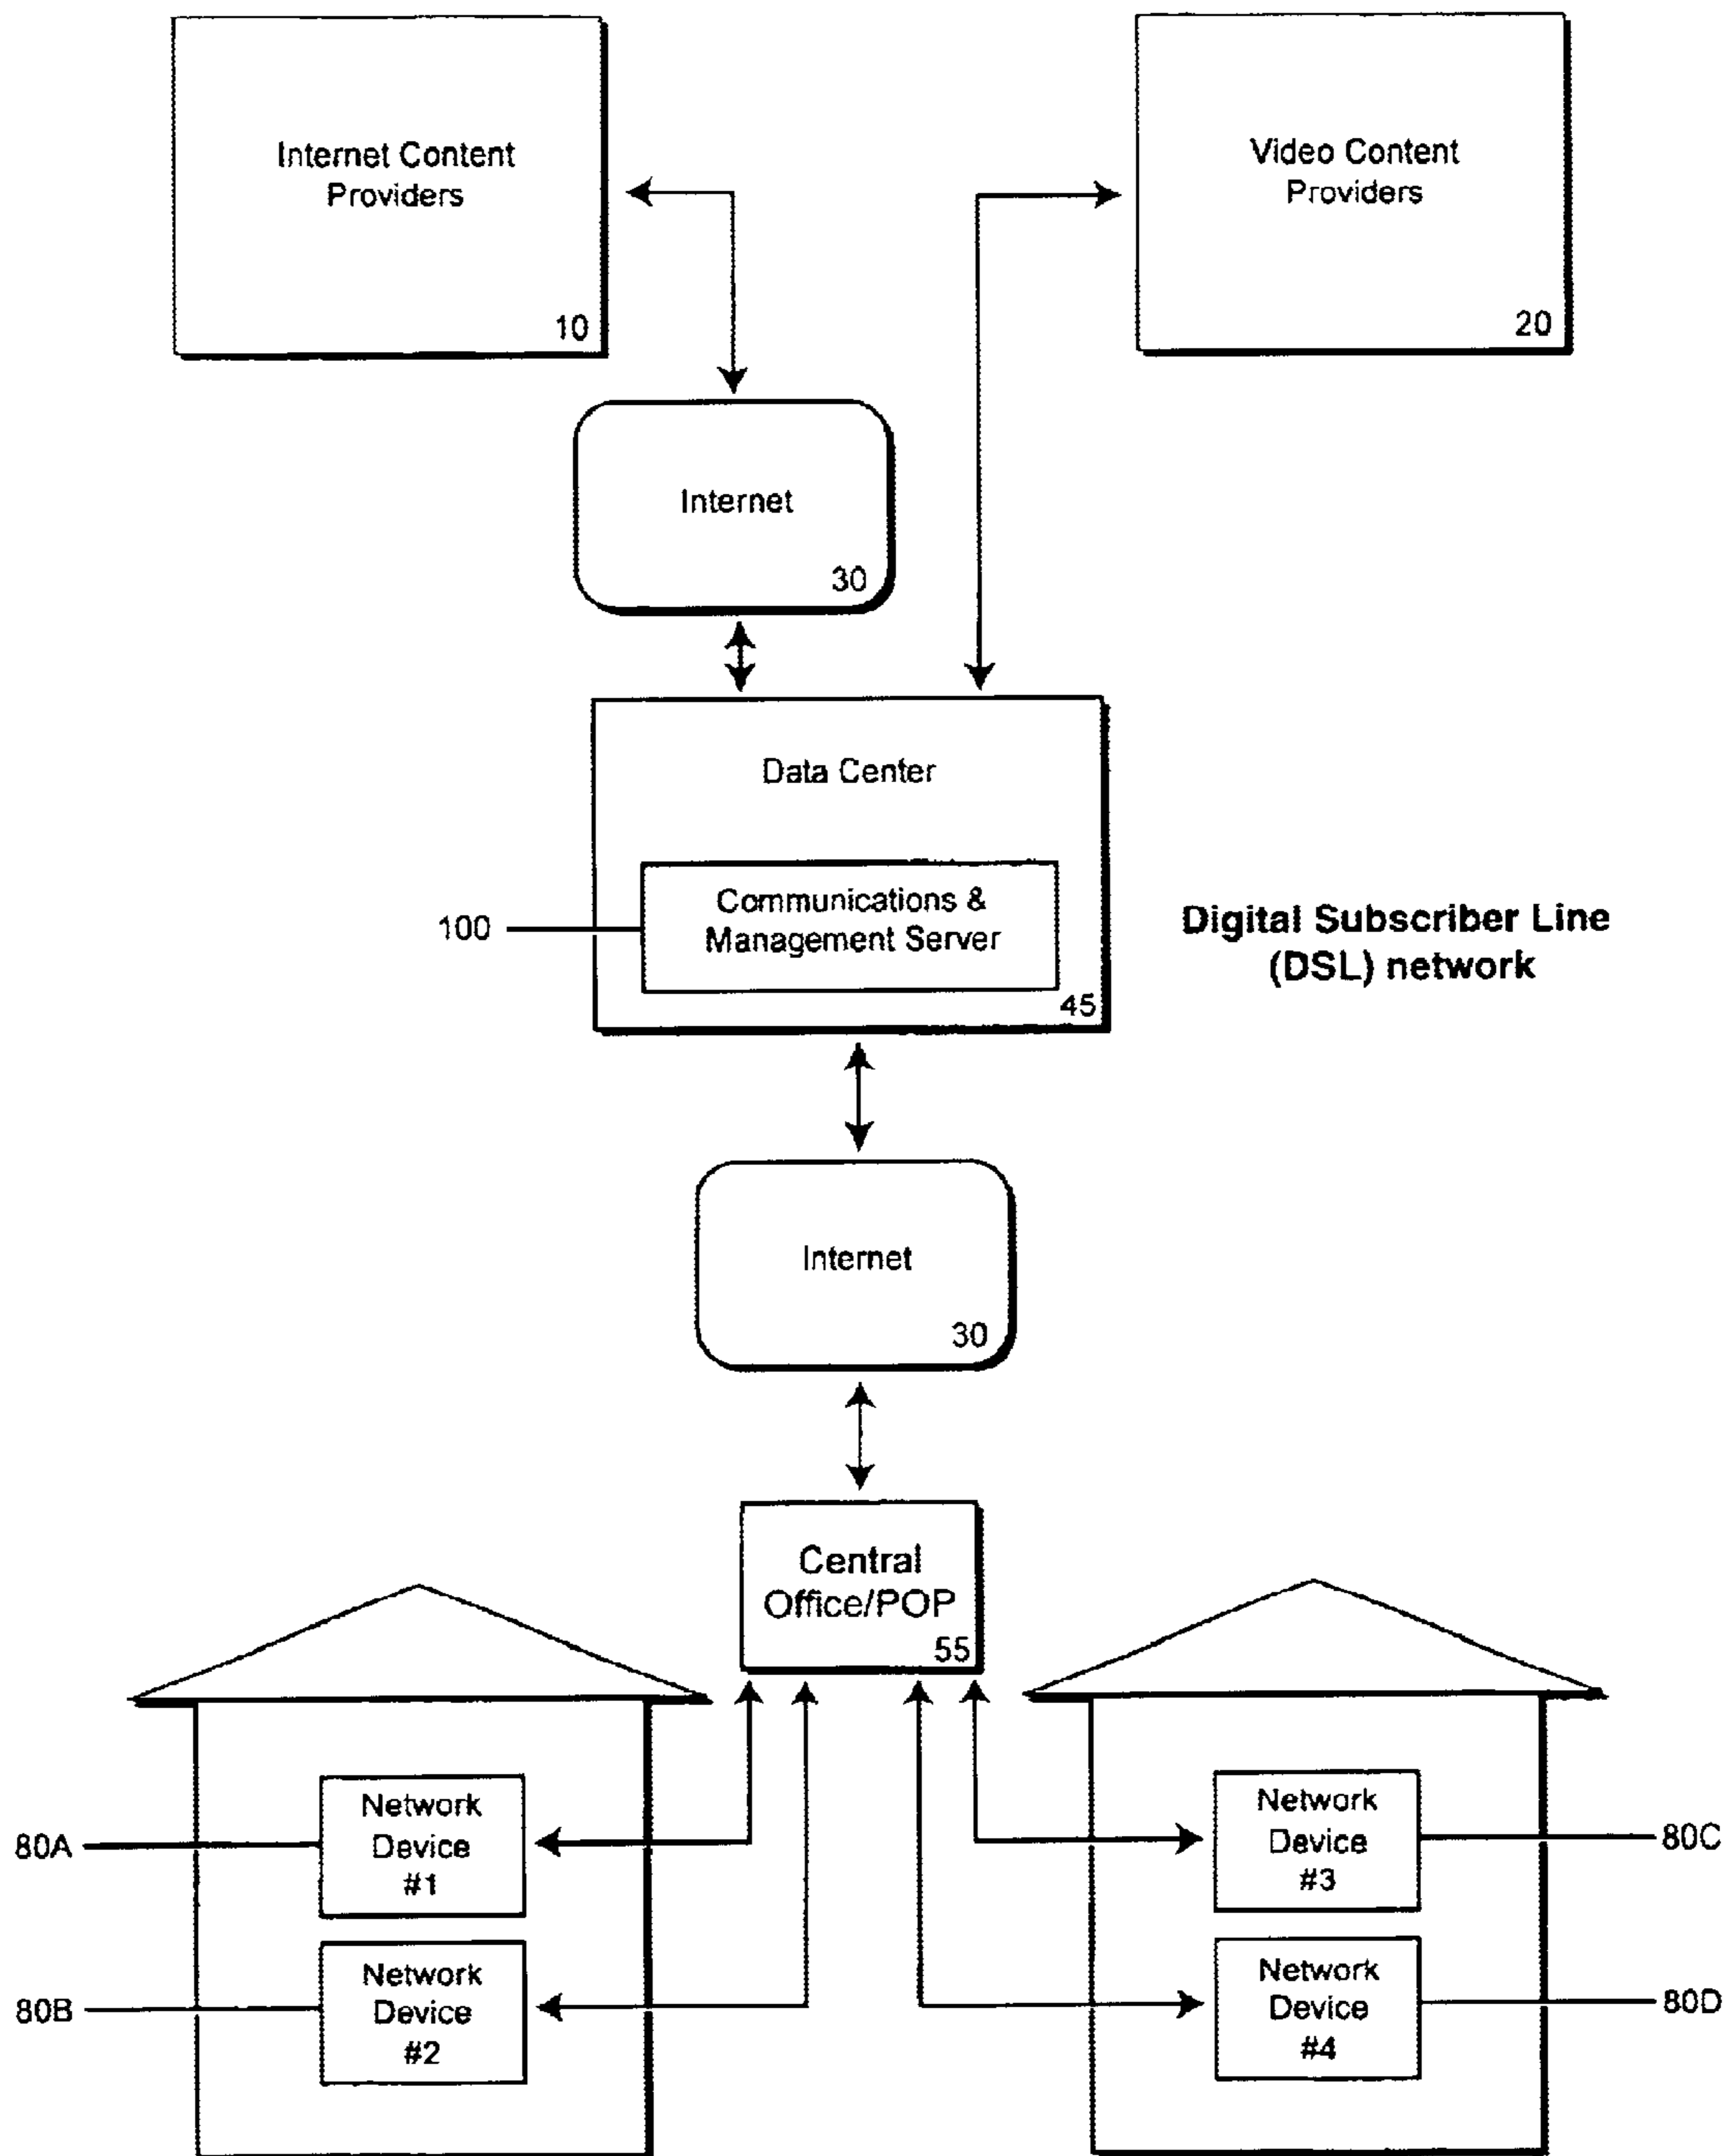 Internet Content
Providers
10
Video Content
Providers
20
Internet
30
Data Center
Communications &
Management Server
100
45
Digital Subscriber Line
(DSL) network
Internet
30
Central
Office/POP
55
Network
Device
#1
80A
Network
Device
#2
80B
Network
Device
#3
80C
Network
Device
#4
80D